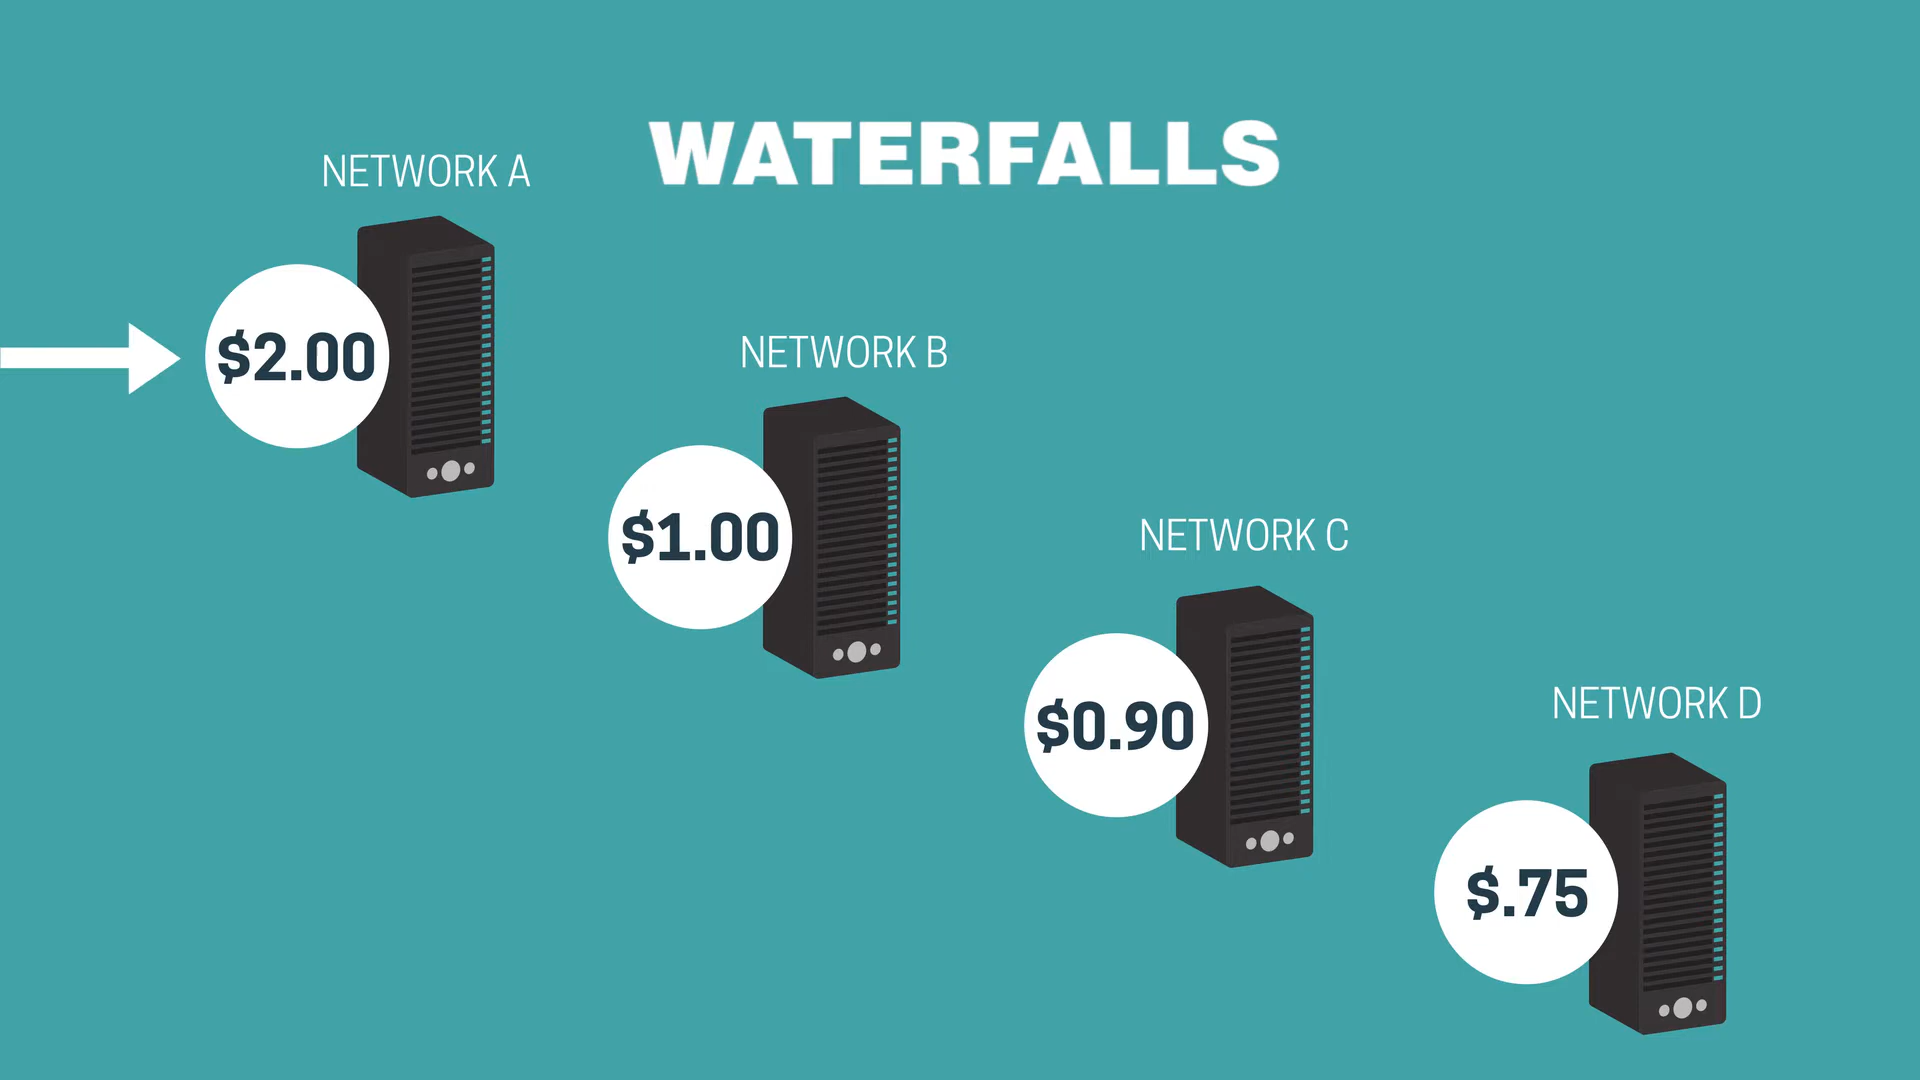 WATERFALLS
NETWORK A
$2.00
NETWORK B
$1.00
NETWORK C
$0.90
NETWORK D
$.75